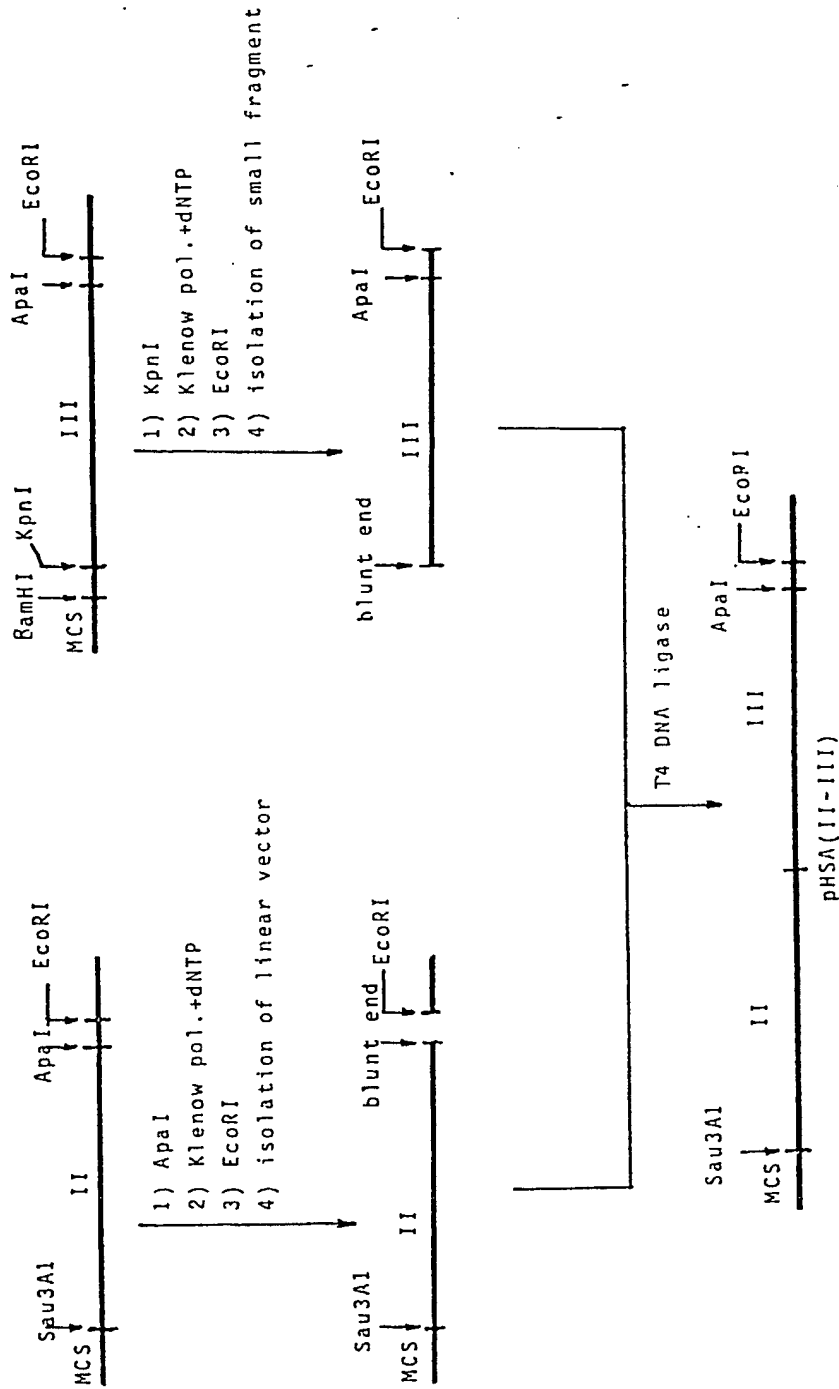 Sau3A1
ApaI
EcoRI
MCS
II
1) ApaI
2) Klenow pol.+dNTP
3) EcoRI
4) isolation of linear vector
Sau3A1
blunt end
EcoRI
MCS
II
BamHI
KpnI
ApaI
EcoRI
MCS
III
1) KpnI
2) Klenow pol.+dNTP
3) EcoRI
4) isolation of small fragment
blunt end
ApaI
EcoRI
III
T4 DNA ligase
Sau3A1
ApaI
EcoRI
MCS
II
III
pHSA(II-III)